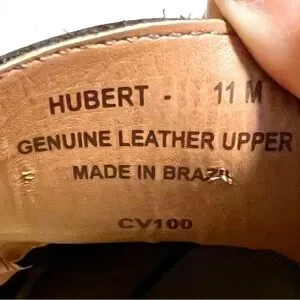 HUBERT - 11 M
GENUINE LEATHER UPPER
MADE IN BRAZIL
CV100